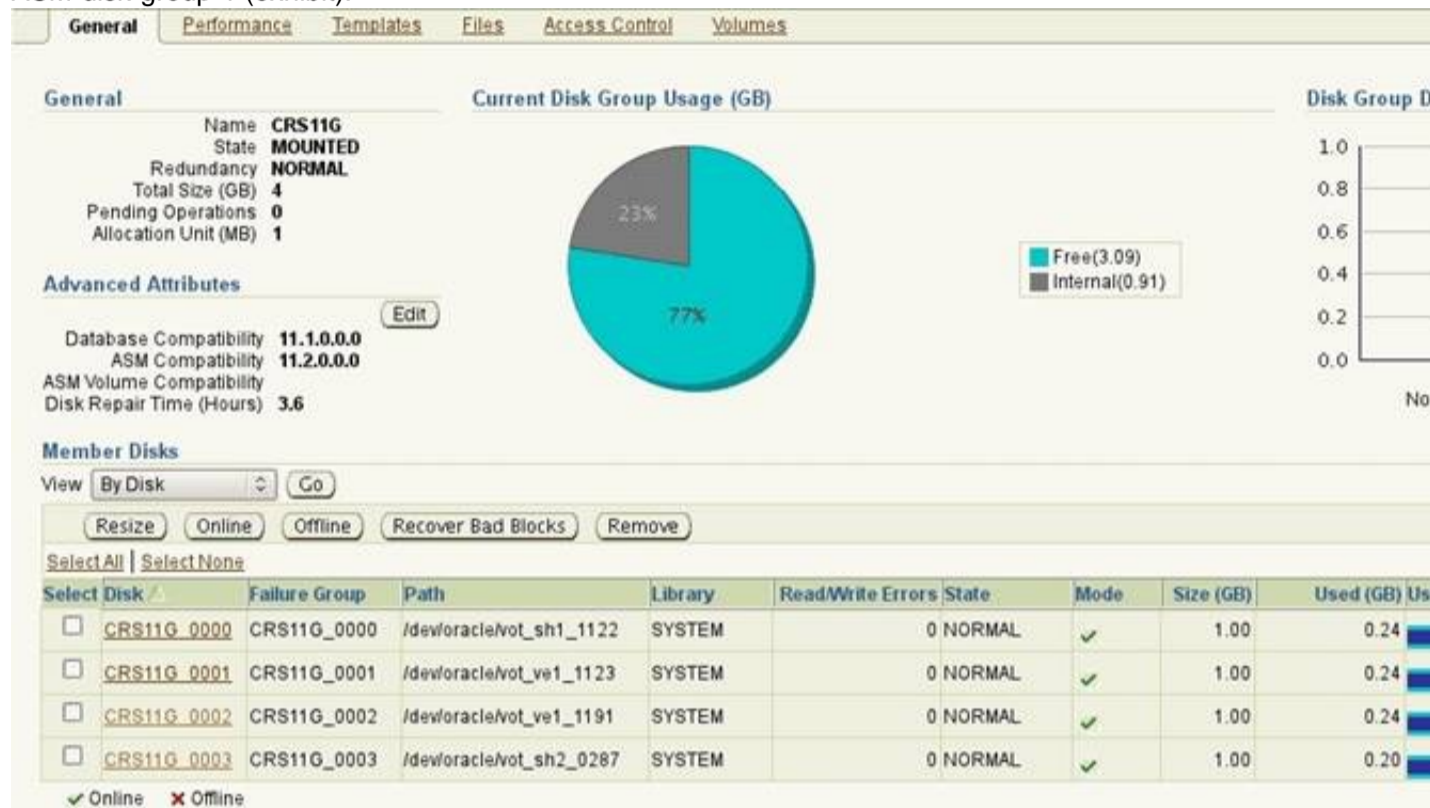 General Performance Templates Files Access Control Volumes
General
Name CRS11G
State MOUNTED
Redundancy NORMAL
Total Size (GB) 4
Pending Operations 0
Allocation Unit (MB) 1
Advanced Attributes
Edit
Database Compatibility 11.1.0.0.0
ASM Compatibility 11.2.0.0.0
ASM Volume Compatibility
Disk Repair Time (Hours) 3.6
Current Disk Group Usage (GB)
23%
77%
Free(3.09)
Internal(0.91)
Disk Group D
1.0
0.8
0.6
0.4
0.2
0.0
No
Member Disks
View By Disk Go
Resize Online Offline Recover Bad Blocks Remove
Select All | Select None
Select Disk Failure Group Path Library Read/Write Errors State Mode Size (GB) Used (GB) Us
CRS11G_0000 CRS11G_0000 /dev/oracle/vot_sh1_1122 SYSTEM 0 NORMAL 1.00 0.24
CRS11G_0001 CRS11G_0001 /dev/oracle/vot_ve1_1123 SYSTEM 0 NORMAL 1.00 0.24
CRS11G_0002 CRS11G_0002 /dev/oracle/vot_ve1_1191 SYSTEM 0 NORMAL 1.00 0.24
CRS11G_0003 CRS11G_0003 /dev/oracle/vot_sh2_0287 SYSTEM 0 NORMAL 1.00 0.20
Online Offline